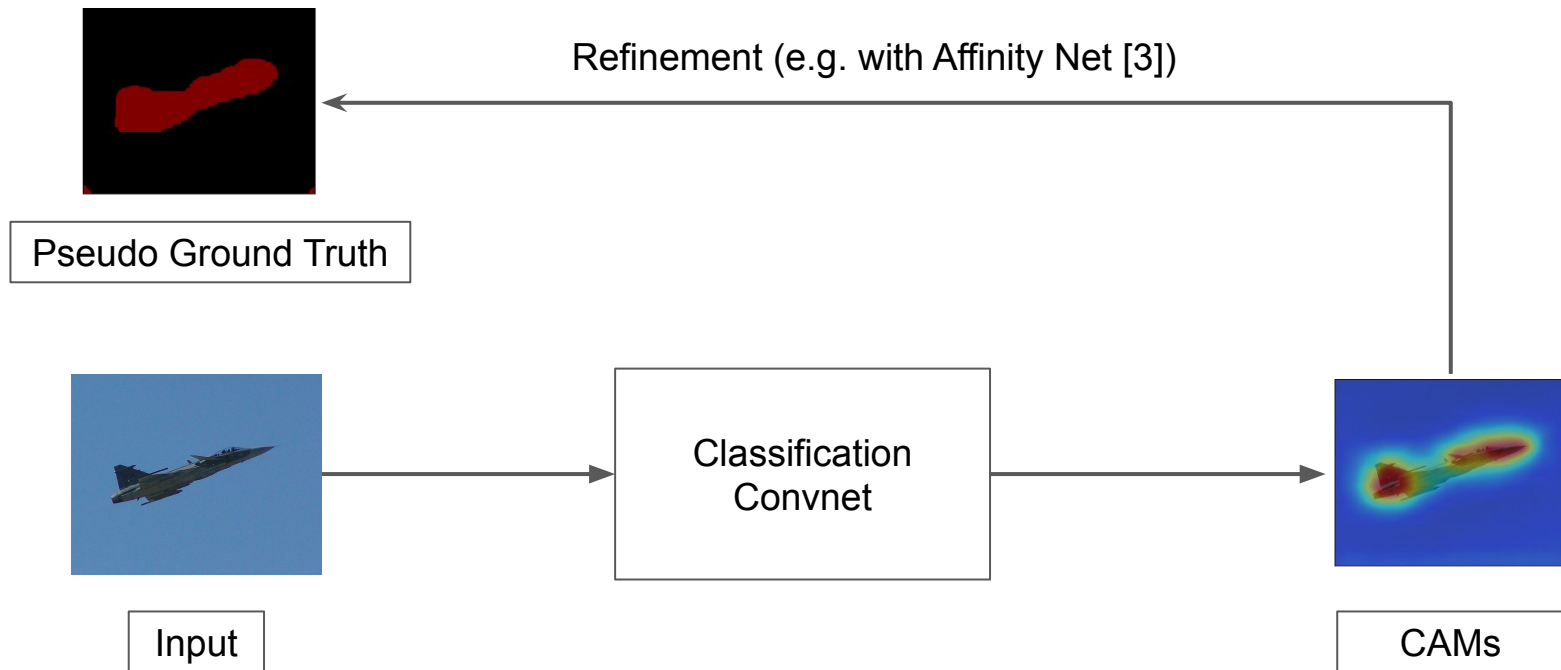 Refinement (e.g. with Affinity Net [3])
Pseudo Ground Truth
Classification
Convnet
Input
CAMs